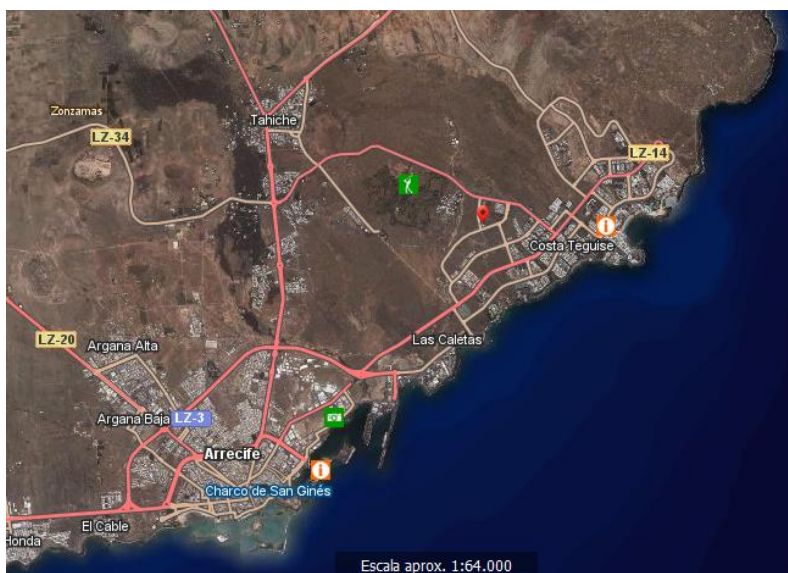 Zonzamas
LZ-34
Tahiche
LZ-14
Costa Teguise
LZ-20
Argana Alta
Las Caletas
Argana Baja
LZ-3
Arrecife
Charco de San Ginés
El Cable
Honda
Escala aprox. 1:64.000